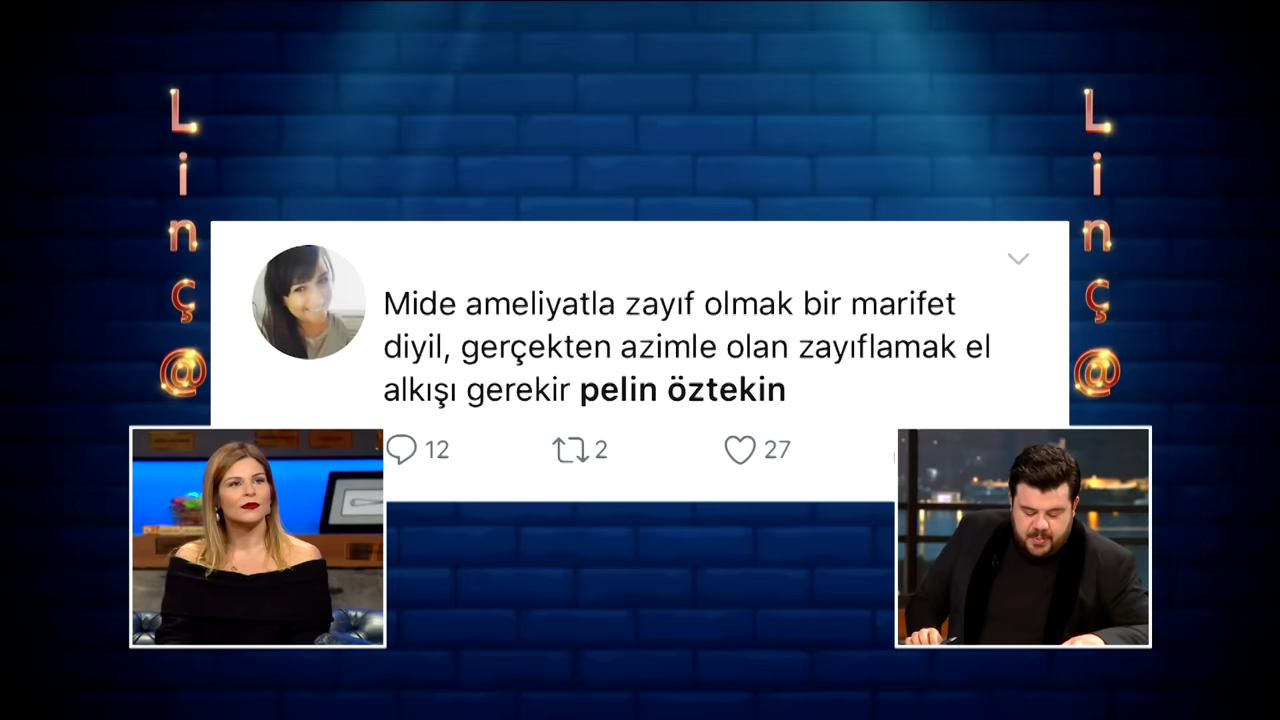 Linç@
Linç@
Mide ameliyatla zayıf olmak bir marifet
diyil, gerçekten azimle olan zayıflamak el
alkışı gerekir pelin öztekin
12 2 27